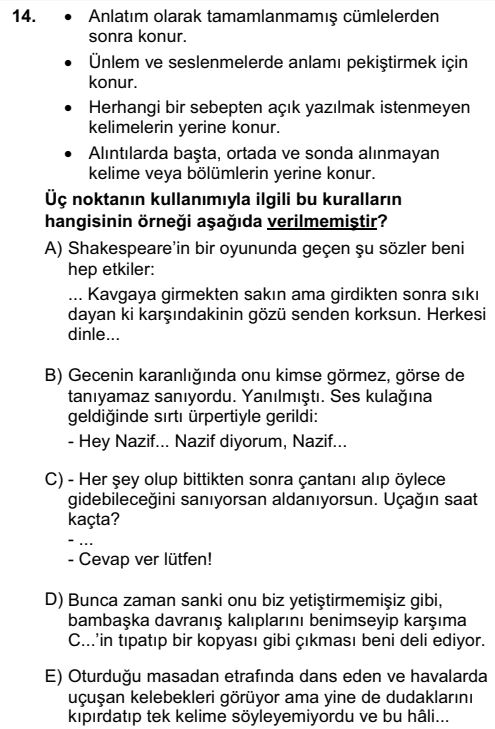 14. • Anlatım olarak tamamlanmamış cümlelerden
sonra konur.
• Ünlem ve seslenmelerde anlamı pekiştirmek için
konur.
• Herhangi bir sebepten açık yazılmak istenmeyen
kelimelerin yerine konur.
• Alıntılarda başta, ortada ve sonda alınmayan
kelime veya bölümlerin yerine konur.
Üç noktanın kullanımıyla ilgili bu kuralların
hangisinin örneği aşağıda verilmemiştir?
A) Shakespeare'in bir oyununda geçen şu sözler beni
hep etkiler:
... Kavgaya girmekten sakın ama girdikten sonra sıkı
dayan ki karşındakinin gözü senden korksun. Herkesi
dinle...
B) Gecenin karanlığında onu kimse görmez, görse de
tanıyamaz sanıyordu. Yanılmıştı. Ses kulağına
geldiğinde sırtı ürpertiyle gerildi:
- Hey Nazif... Nazif diyorum, Nazif...
C) - Her şey olup bittikten sonra çantanı alıp öylece
gidebileceğini sanıyorsan aldanıyorsun. Uçağın saat
kaçta?
- ...
- Cevap ver lütfen!
D) Bunca zaman sanki onu biz yetiştirmemişiz gibi,
bambaşka davranış kalıplarını benimseyip karşıma
C...'in tıpatıp bir kopyası gibi çıkması beni deli ediyor.
E) Oturduğu masadan etrafında dans eden ve havalarda
uçuşan kelebekleri görüyor ama yine de dudaklarını
kıpırdatıp tek kelime söyleyemiyordu ve bu hâli...